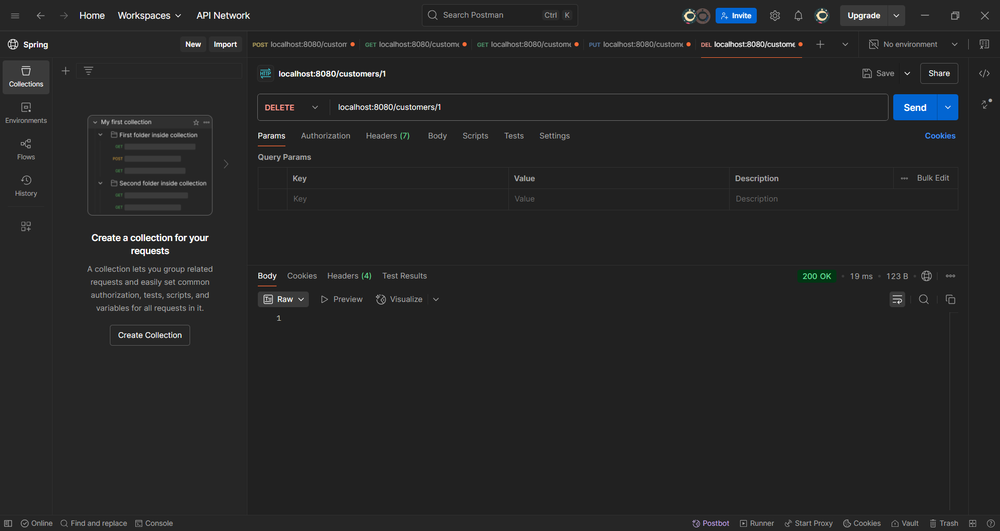 Home Workspaces API Network Search Postman Ctrl K Invite Upgrade
Spring New Import
POST localhost:8080/custom GET localhost:8080/custome GET localhost:8080/custome PUT localhost:8080/custome DEL localhost:8080/custome No environment
Collections
Environments
Flows
History
My first collection
First folder inside collection
GET
POST
GET
Second folder inside collection
GET
GET
Create a collection for your
requests
A collection lets you group related
requests and easily set common
authorization, tests, scripts, and
variables for all requests in it.
Create Collection
HTTP localhost:8080/customers/1 Save Share
DELETE localhost:8080/customers/1 Send
Params Authorization Headers (7) Body Scripts Tests Settings Cookies
Query Params
Key Value Description Bulk Edit
Key Value Description
Body Cookies Headers (4) Test Results 200 OK • 19 ms • 123 B
Raw Preview Visualize
1
Online Find and replace Console Postbot Runner Start Proxy Cookies Vault Trash